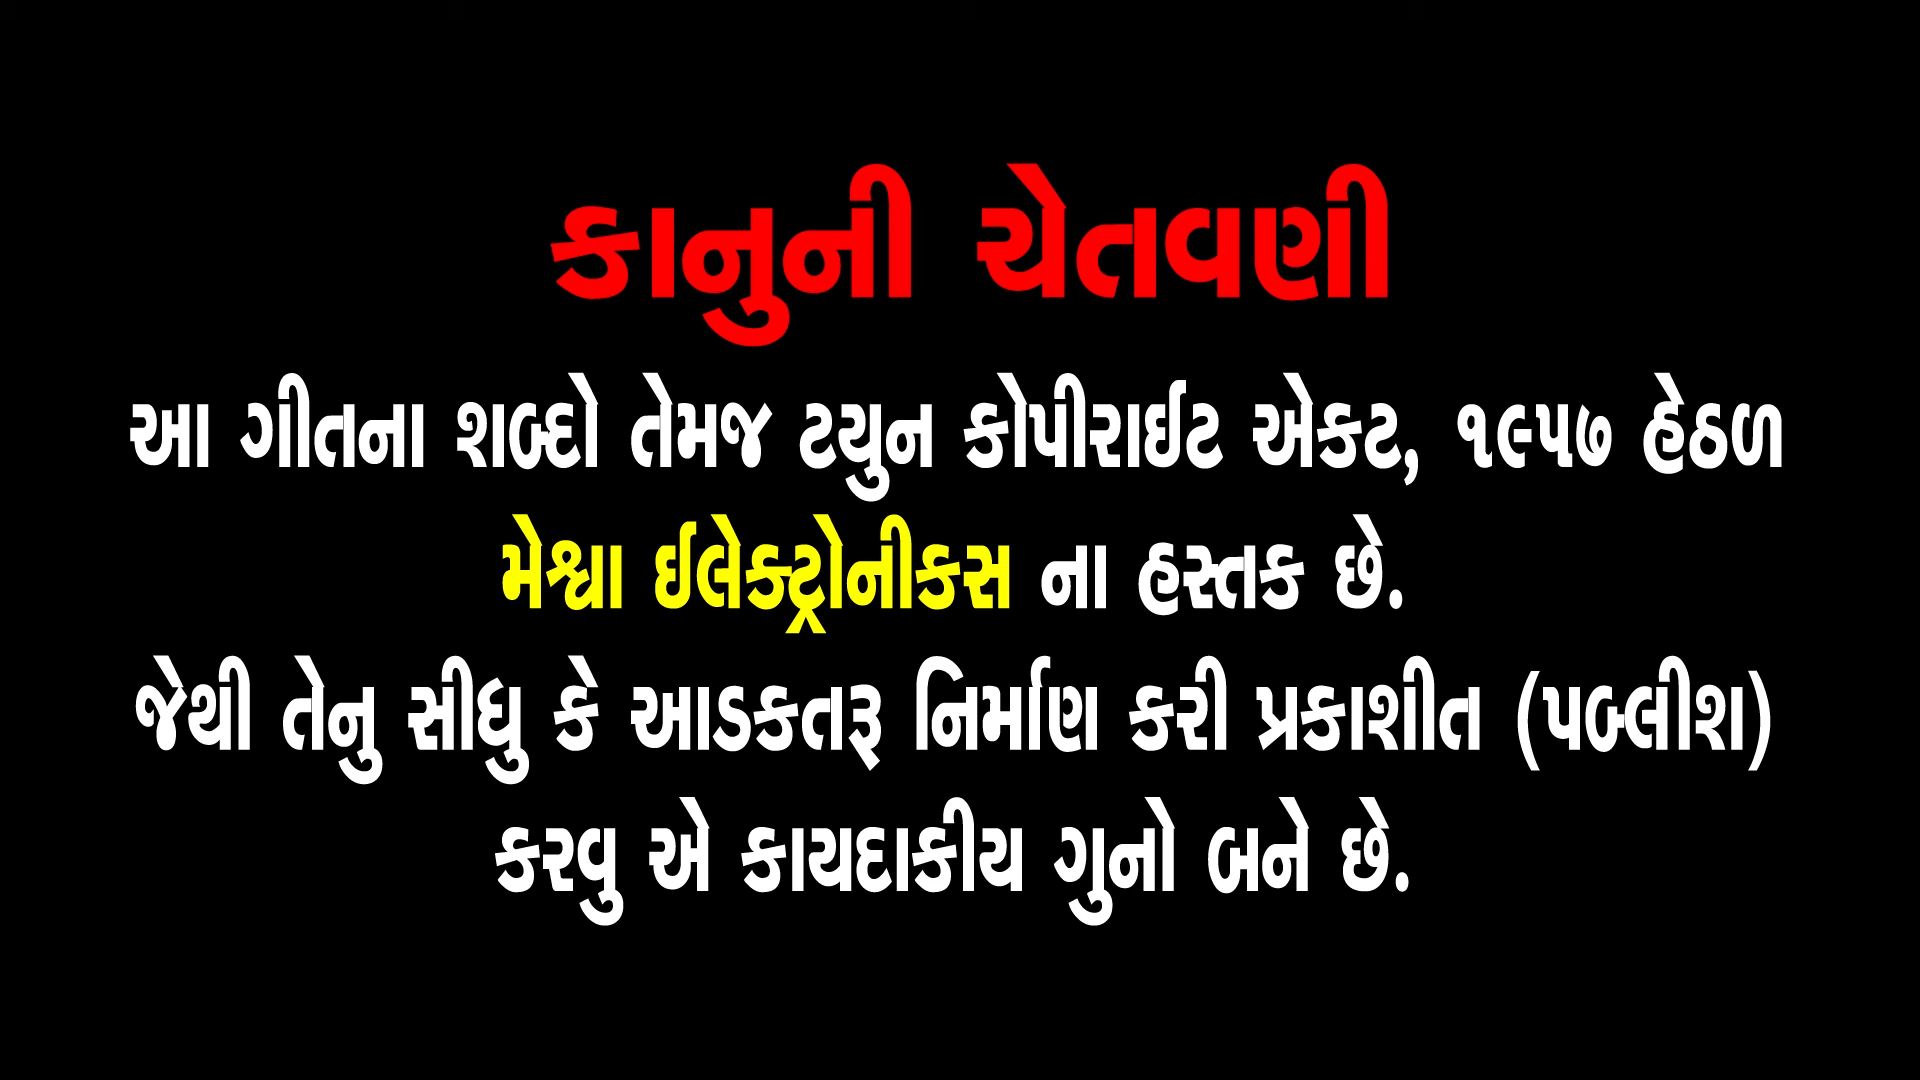 કાનુની ચેતવણી
આ ગીતના શબ્દો તેમજ ટયુન કોપીરાઈટ એકટ, ૧૯૫૭ હેઠળ
મેશ્વા ઈલેક્ટ્રોનીકસ ના હસ્તક છે.
જેથી તેનુ સીધુ કે આડકતરૂ નિર્માણ કરી પ્રકાશીત (પબ્લીશ)
કરવુ એ કાયદાકીય ગુનો બને છે.